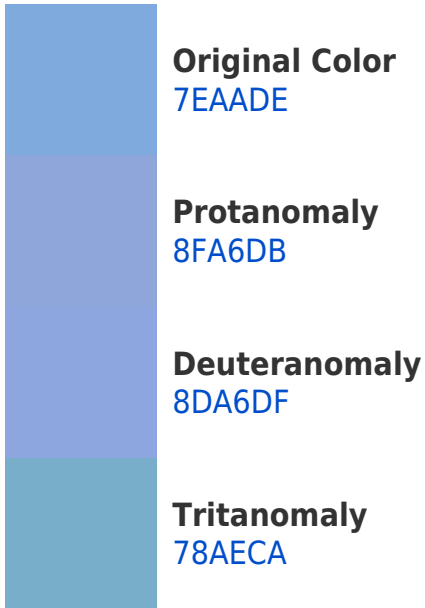 Original Color
7EAADE
Protanomaly
8FA6DB
Deuteranomaly
8DA6DF
Tritanomaly
78AECA